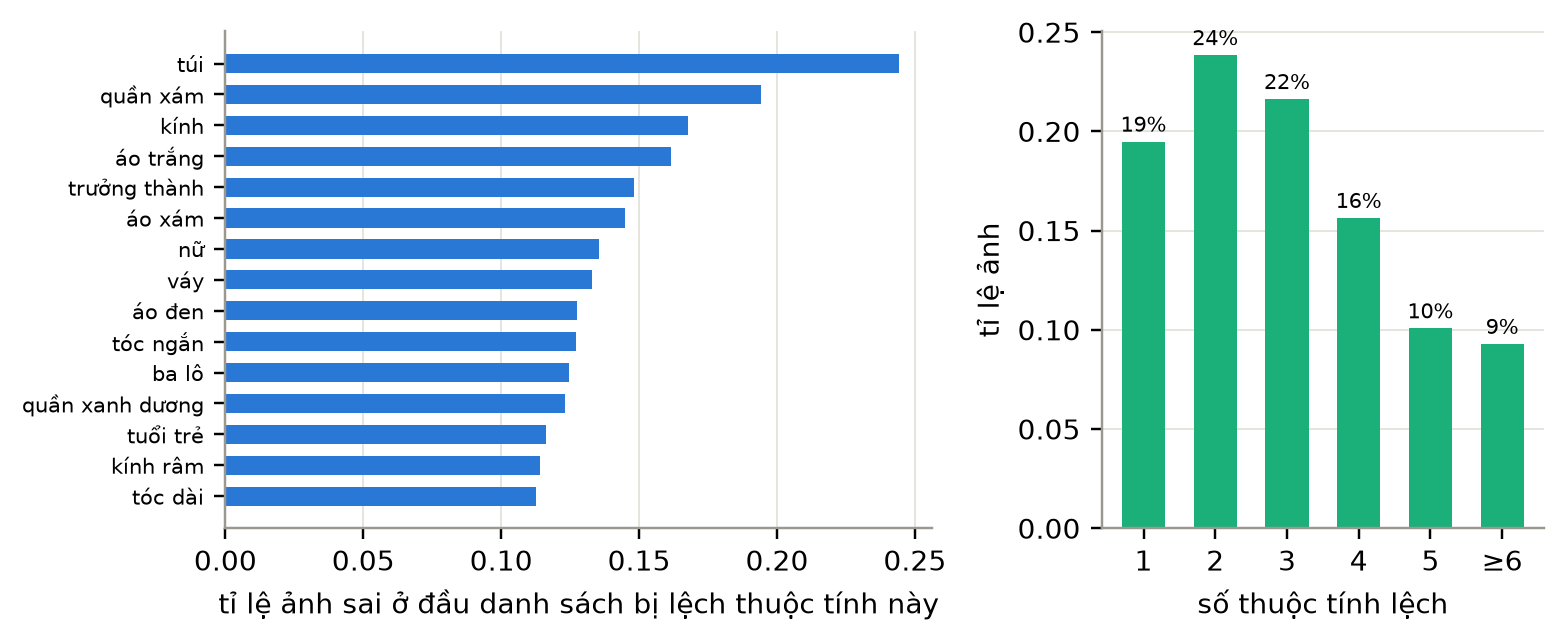 túi
quần xám
kính
áo trắng
trưởng thành
áo xám
nữ
váy
áo đen
tóc ngắn
ba lô
quần xanh dương
tuổi trẻ
kính râm
tóc dài
0.00 0.05 0.10 0.15 0.20 0.25
tỉ lệ ảnh sai ở đầu danh sách bị lệch thuộc tính này
tỉ lệ ảnh
0.25
0.20
0.15
0.10
0.05
0.00
19%
24%
22%
16%
10%
9%
1 2 3 4 5 ≥6
số thuộc tính lệch